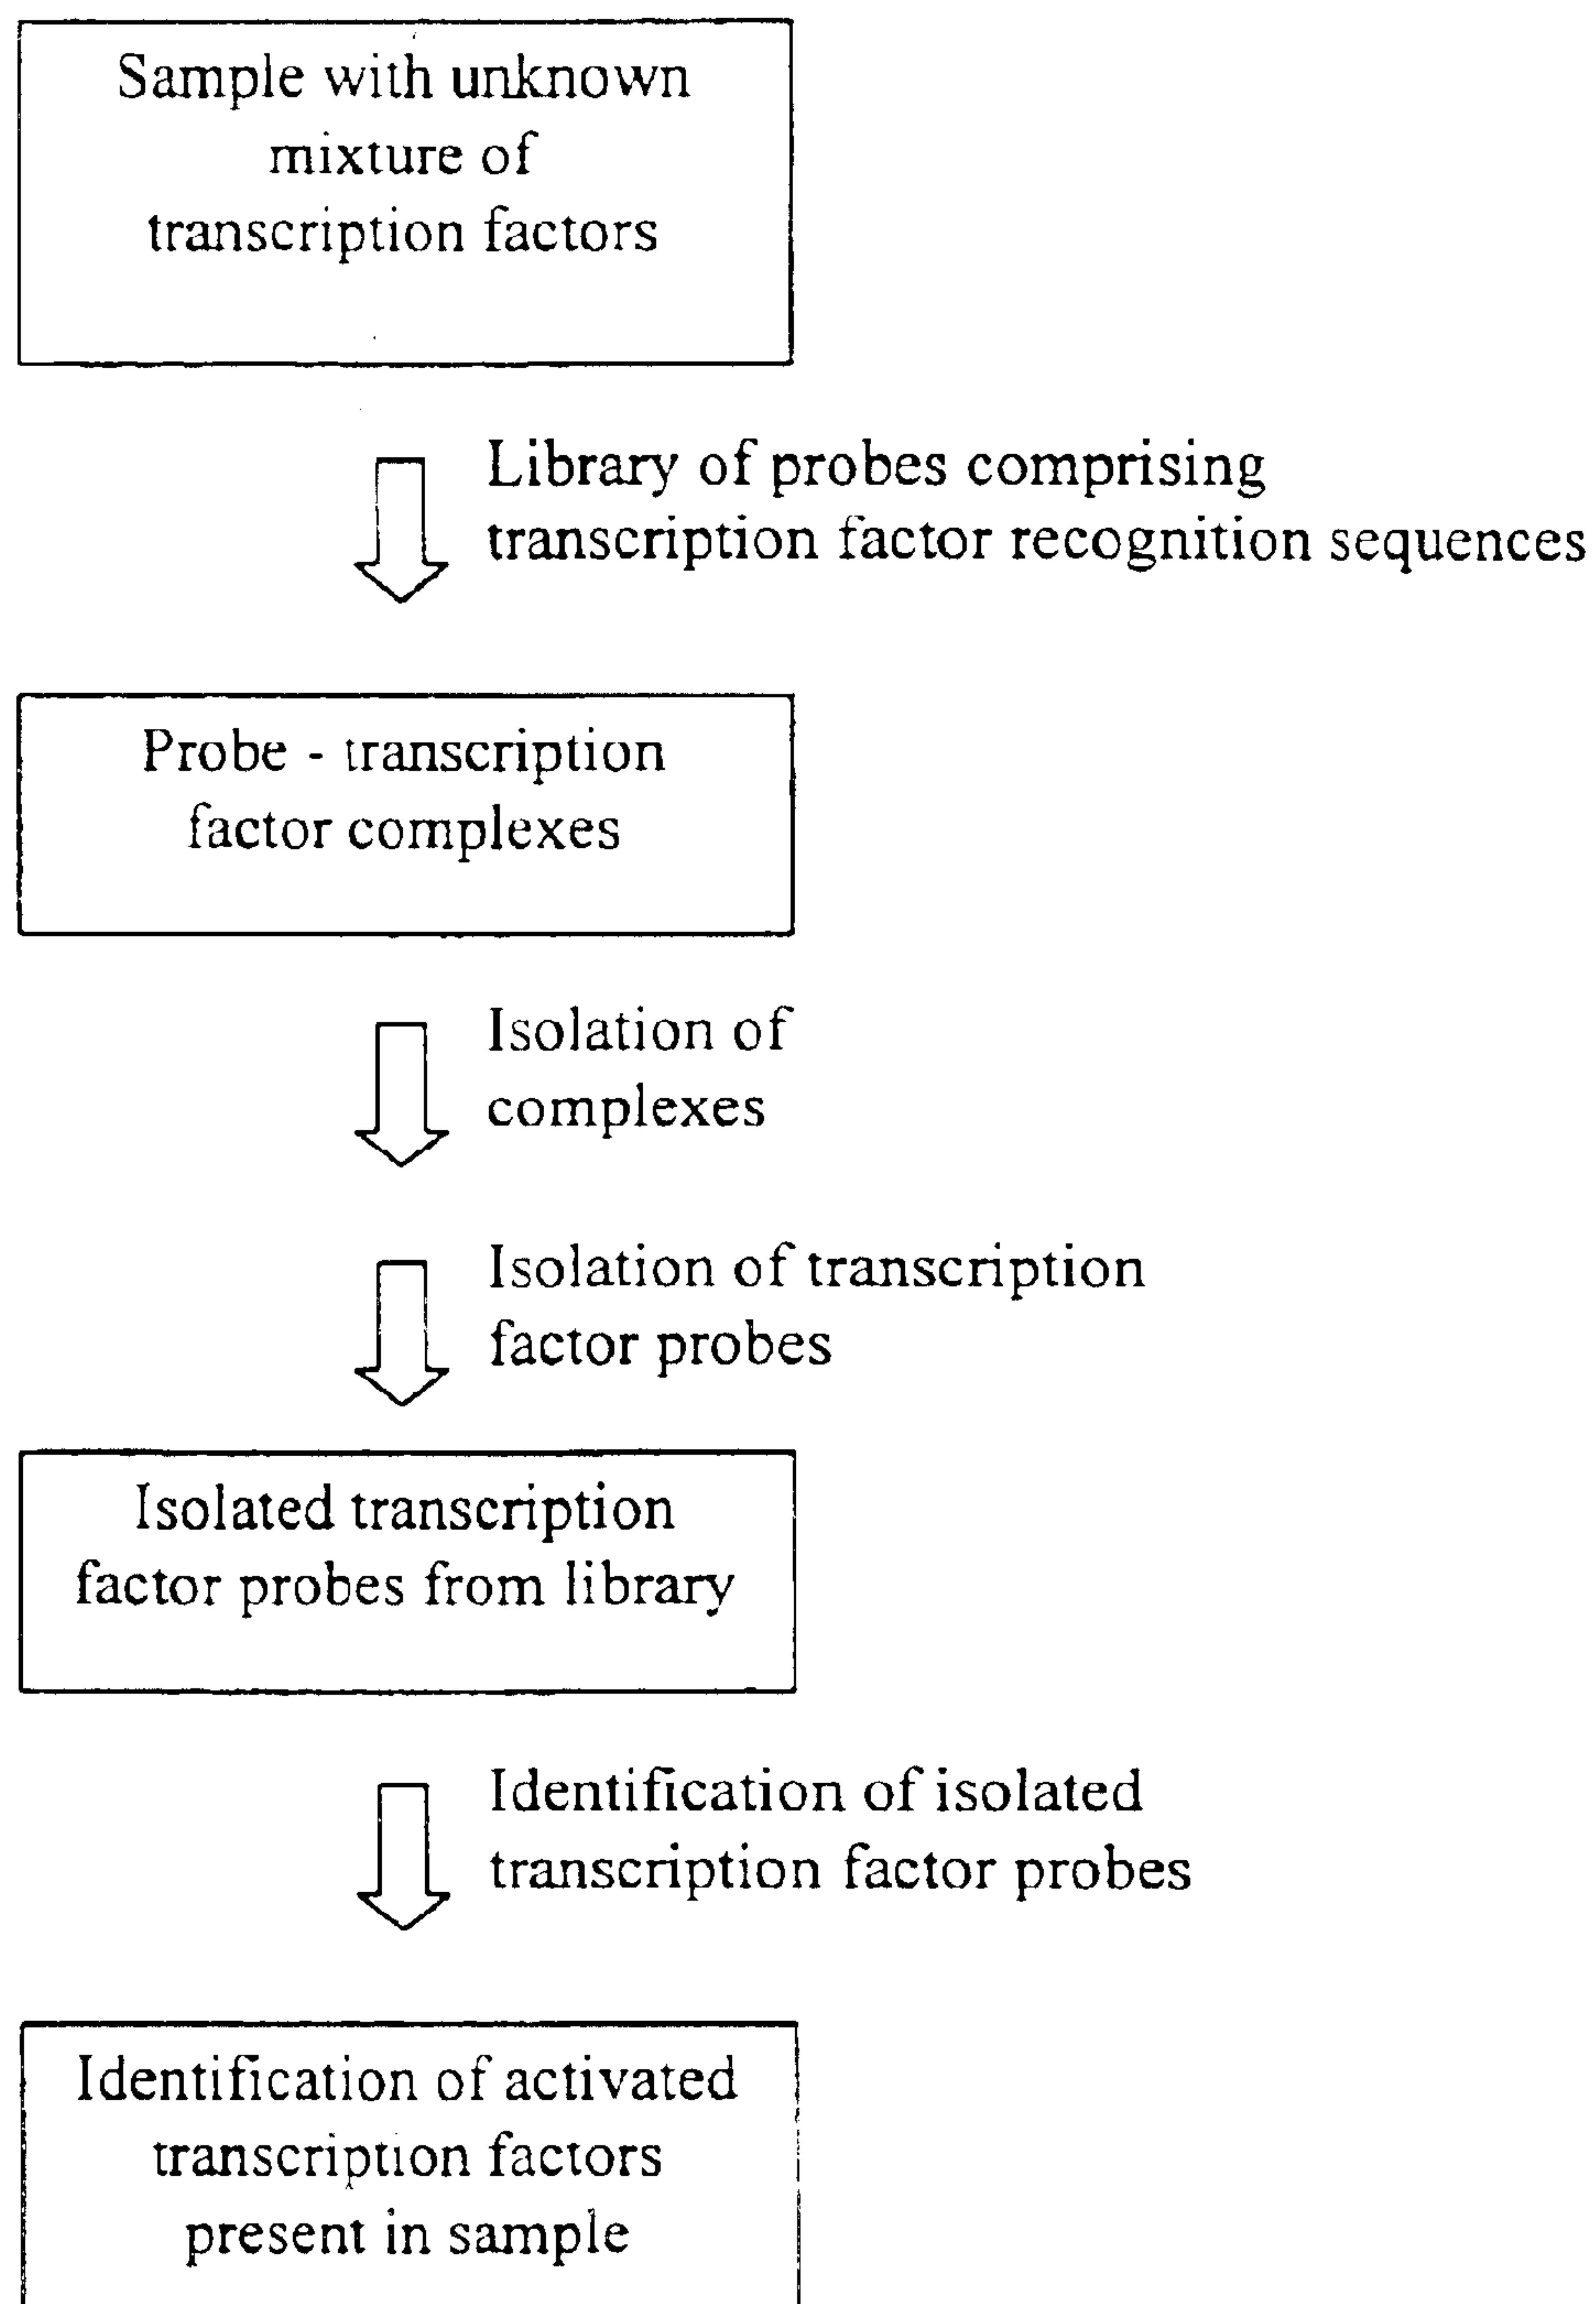 Sample with unknown
mixture of
transcription factors
Library of probes comprising
transcription factor recognition sequences
Probe - transcription
factor complexes
Isolation of
complexes
Isolation of transcription
factor probes
Isolated transcription
factor probes from library
Identification of isolated
transcription factor probes
Identification of activated
transcription factors
present in sample